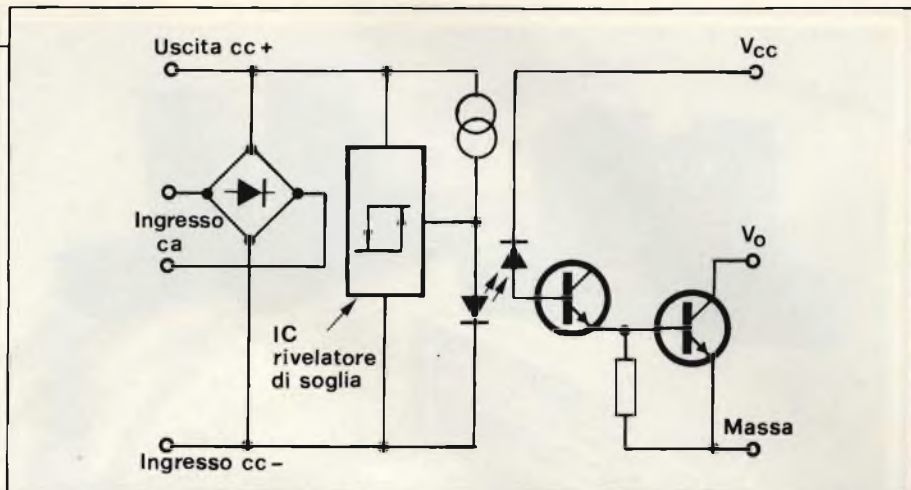 Uscita cc+
Vcc
Ingresso
ca
Vo
IC
rivelatore
di soglia
Massa
Ingresso cc-